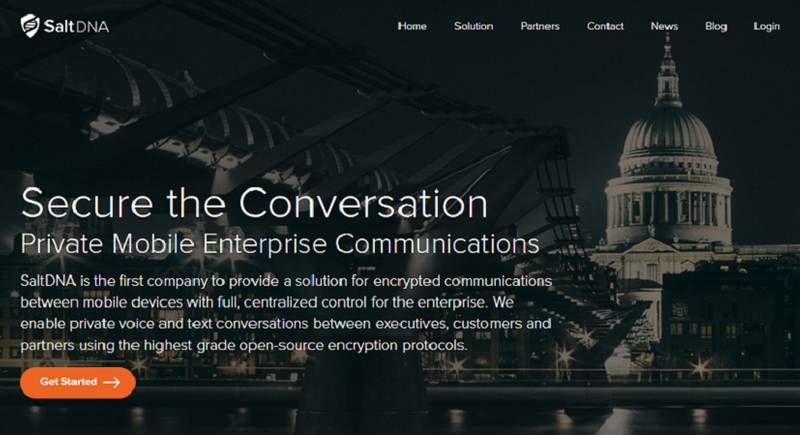 SaltDNA
Home Solution Partners Contact News Blog Login
Secure the Conversation
Private Mobile Enterprise Communications
SaltDNA is the first company to provide a solution for encrypted communications
between mobile devices with full, centralized control for the enterprise. We
enable private voice and text conversations between executives, customers and
partners using the highest grade open-source encryption protocols.
Get Started